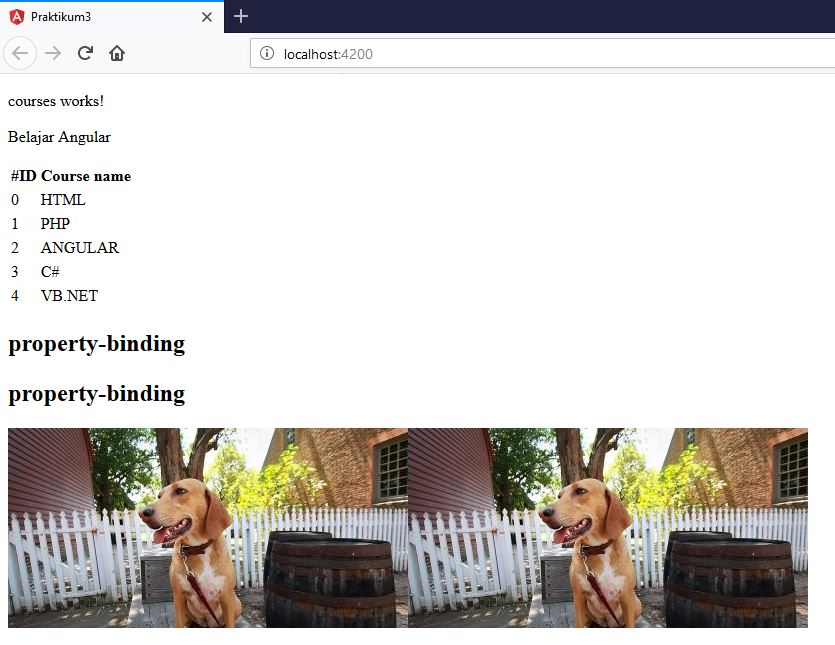 Praktikum3
localhost:4200
courses works!
Belajar Angular
#ID Course name
0 HTML
1 PHP
2 ANGULAR
3 C#
4 VB.NET
property-binding
property-binding